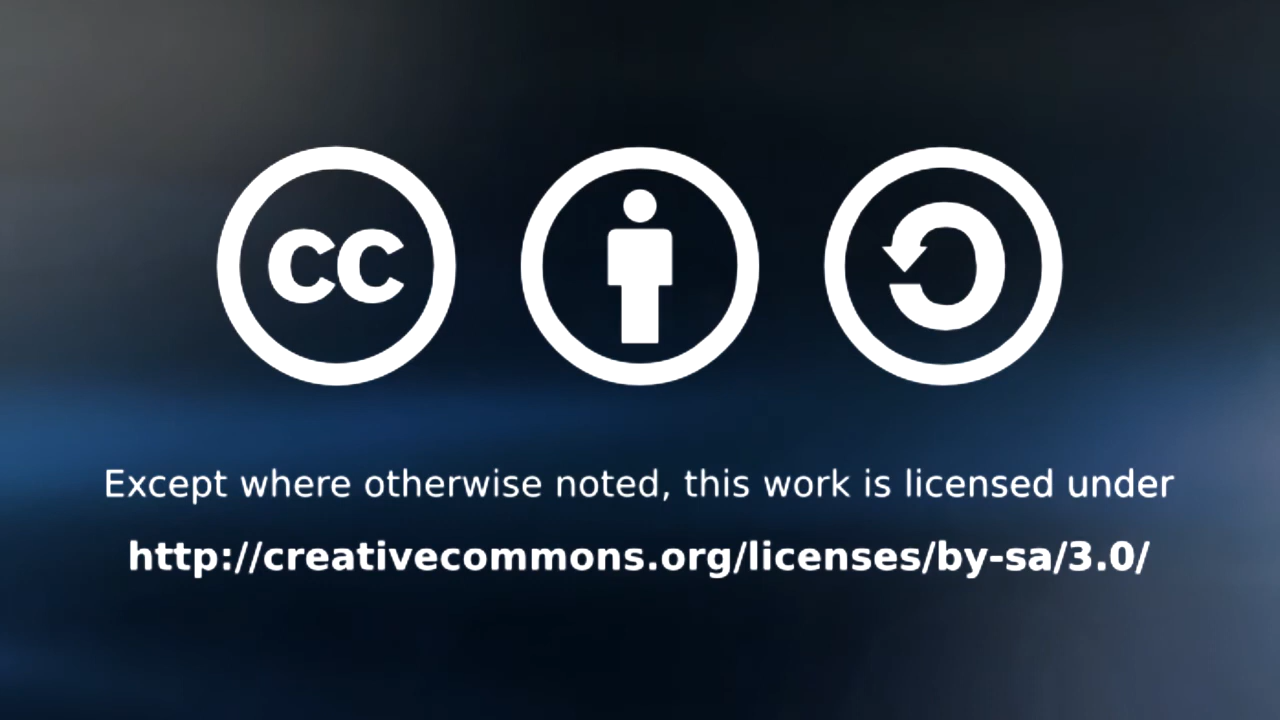 cc
Except where otherwise noted, this work is licensed under
http://creativecommons.org/licenses/by-sa/3.0/